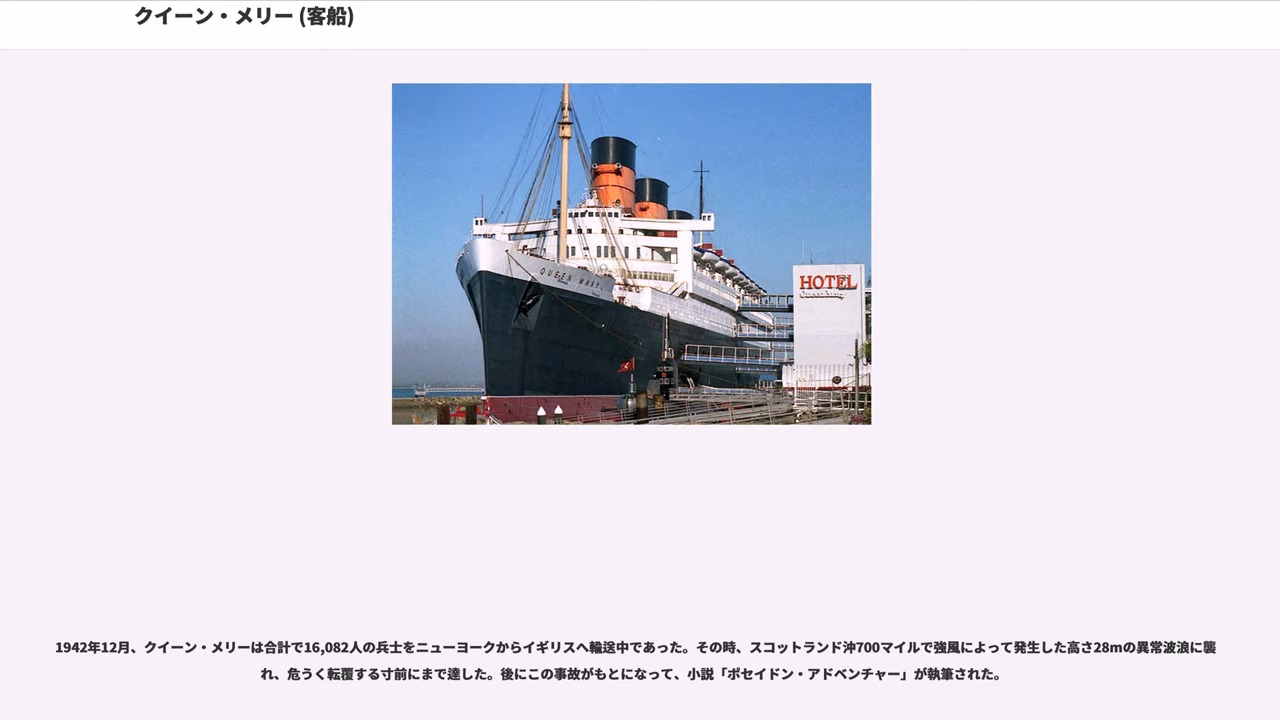 クイーン・メリー (客船)
QUEEN MARY
HOTEL
1942年12月、クイーン・メリーは合計で16,082人の兵士をニューヨークからイギリスへ輸送中であった。その時、スコットランド沖700マイルで強風によって発生した高さ28mの異常波浪に襲
れ、危うく転覆する寸前にまで達した。後にこの事故がもとになって、小説「ポセイドン・アドベンチャー」が執筆された。